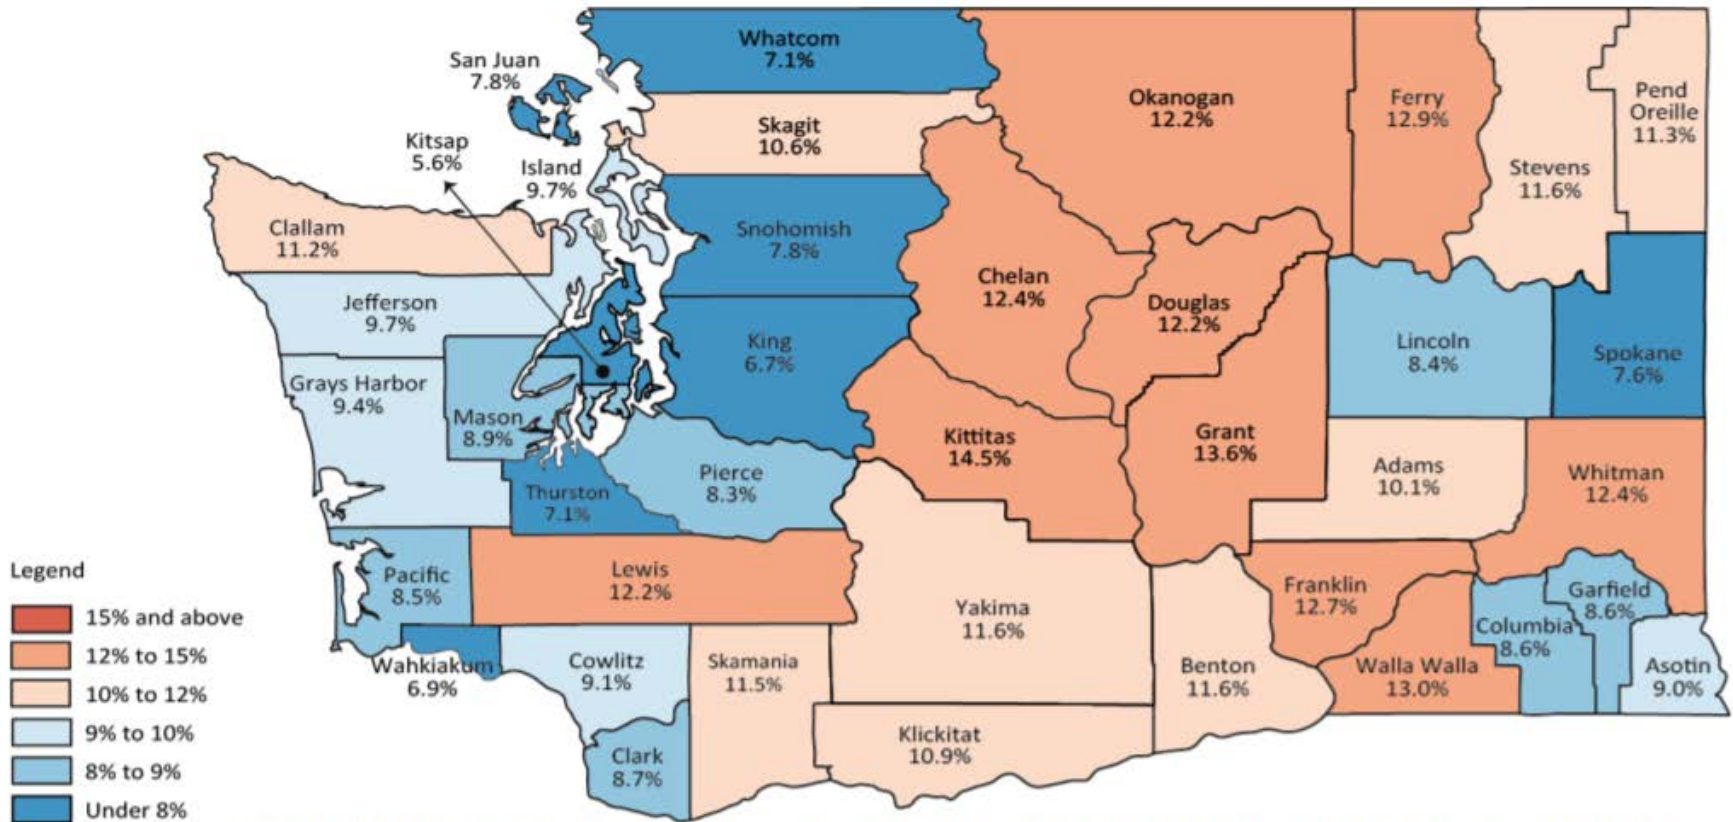 Whatcom
7.1%
San Juan
7.8%
Okanogan
12.2%
Ferry
12.9%
Pend
Oreille
11.3%
Skagit
10.6%
Kitsap
5.6%
Island
9.7%
Stevens
11.6%
Clallam
11.2%
Snohomish
7.8%
Chelan
12.4%
Douglas
12.2%
Jefferson
9.7%
King
6.7%
Lincoln
8.4%
Spokane
7.6%
Grays Harbor
9.4%
Mason
8.9%
Kittitas
14.5%
Grant
13.6%
Adams
10.1%
Whitman
12.4%
Pierce
8.3%
Thurston
7.1%
Legend
15% and above
12% to 15%
10% to 12%
9% to 10%
8% to 9%
Under 8%
Pacific
8.5%
Lewis
12.2%
Yakima
11.6%
Franklin
12.7%
Garfield
8.6%
Columbia
8.6%
Wahkiakum
6.9%
Cowlitz
9.1%
Skamania
11.5%
Benton
11.6%
Walla Walla
13.0%
Asotin
9.0%
Clark
8.7%
Klickitat
10.9%